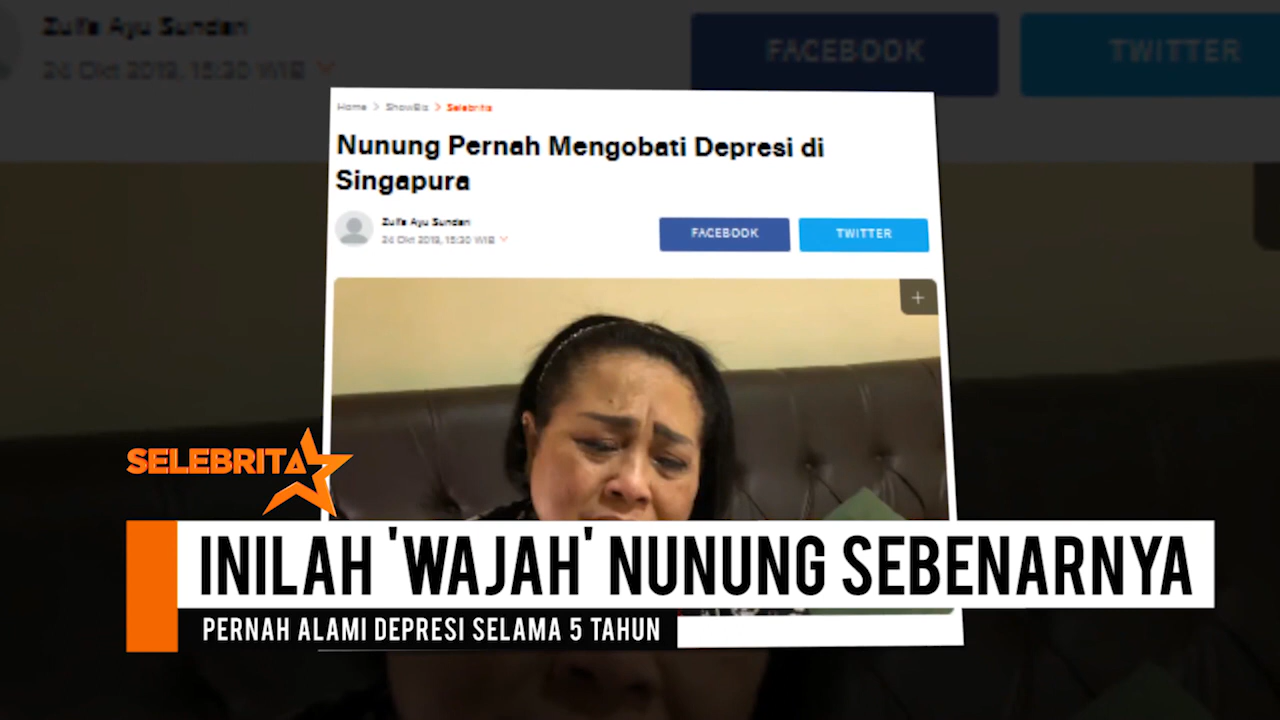 Zulfa Ayu Sundari
24 Okt 2019, 15:30 WIB
FACEBOOK
TWITTER
Home > ShowBiz > Selebritis
Nunung Pernah Mengobati Depresi di
Singapura
Zulfa Ayu Sundari
24 Okt 2019, 15:30 WIB
FACEBOOK
TWITTER
SELEBRITA
INILAH 'WAJAH' NUNUNG SEBENARNYA
PERNAH ALAMI DEPRESI SELAMA 5 TAHUN